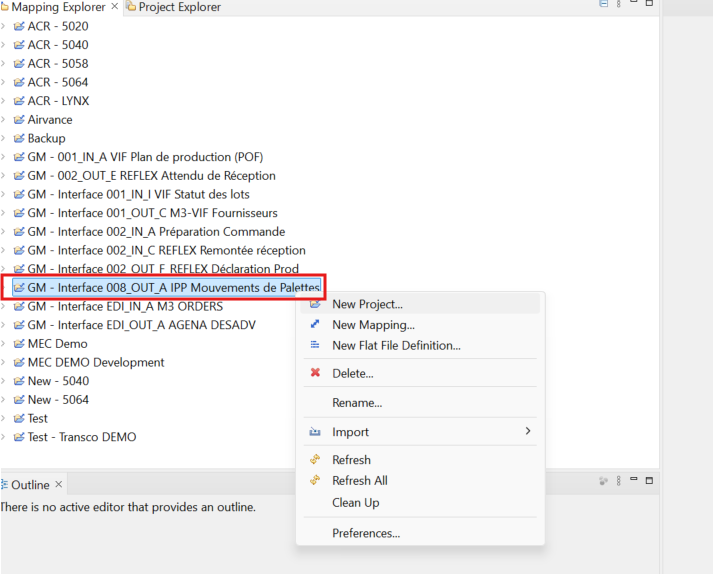 Mapping Explorer × Project Explorer
ACR - 5020
ACR - 5040
ACR - 5058
ACR - 5064
ACR - LYNX
Airvance
Backup
GM - 001_IN_A VIF Plan de production (POF)
GM - 002_OUT_E REFLEX Attendu de Réception
GM - Interface 001_IN_I VIF Statut des lots
GM - Interface 001_OUT_C M3-VIF Fournisseurs
GM - Interface 002_IN_A Préparation Commande
GM - Interface 002_IN_C REFLEX Remontée réception
GM - Interface 002_OUT_F_REFLEX Déclaration Prod
GM - Interface 008_OUT_A IPP Mouvements de Palettes
GM - Interface EDI_IN_A M3 ORDERS
GM - Interface EDI_OUT_A AGENA DESADV
MEC Demo
MEC DEMO Development
New - 5040
New - 5064
Test
Test - Transco DEMO
New Project...
New Mapping...
New Flat File Definition...
Delete...
Rename...
Import
Refresh
Refresh All
Clean Up
Preferences...
Outline ×
There is no active editor that provides an outline.